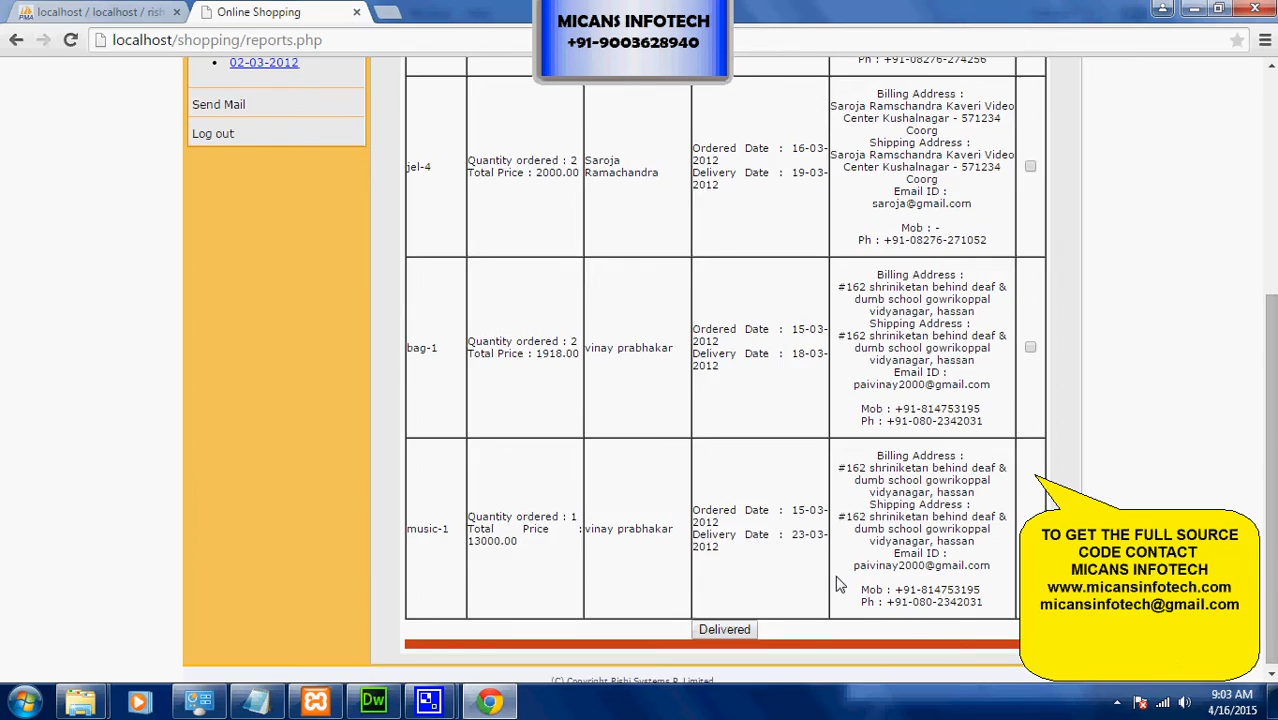 localhost / localhost / rish
Online Shopping
MICANS INFOTECH
+91-9003628940
localhost/shopping/reports.php
02-03-2012
Send Mail
Log out
Ph : +91-08276-274256
jel-4
Quantity ordered : 2
Total Price : 2000.00
Saroja
Ramachandra
Ordered Date : 16-03-
2012
Delivery Date : 19-03-
2012
Billing Address :
Saroja Ramschandra Kaveri Video
Center Kushalnagar - 571234
Coorg
Shipping Address :
Saroja Ramschandra Kaveri Video
Center Kushalnagar - 571234
Coorg
Email ID :
saroja@gmail.com
Mob : -
Ph : +91-08276-271052
bag-1
Quantity ordered : 2
Total Price : 1918.00
vinay prabhakar
Ordered Date : 15-03-
2012
Delivery Date : 18-03-
2012
Billing Address :
#162 shriniketan behind deaf &
dumb school gowrikoppal
vidyanagar, hassan
Shipping Address :
#162 shriniketan behind deaf &
dumb school gowrikoppal
vidyanagar, hassan
Email ID :
paivinay2000@gmail.com
Mob : +91-814753195
Ph : +91-080-2342031
music-1
Quantity ordered : 1
Total Price :
13000.00
vinay prabhakar
Ordered Date : 15-03-
2012
Delivery Date : 23-03-
2012
Billing Address :
#162 shriniketan behind deaf &
dumb school gowrikoppal
vidyanagar, hassan
Shipping Address :
#162 shriniketan behind deaf &
dumb school gowrikoppal
vidyanagar, hassan
Email ID :
paivinay2000@gmail.com
Mob : +91-814753195
Ph : +91-080-2342031
Delivered
TO GET THE FULL SOURCE
CODE CONTACT
MICANS INFOTECH
www.micansinfotech.com
micansinfotech@gmail.com
(C) Copyright Rishi Systems P. Limited
Dw
9:03 AM
4/16/2015